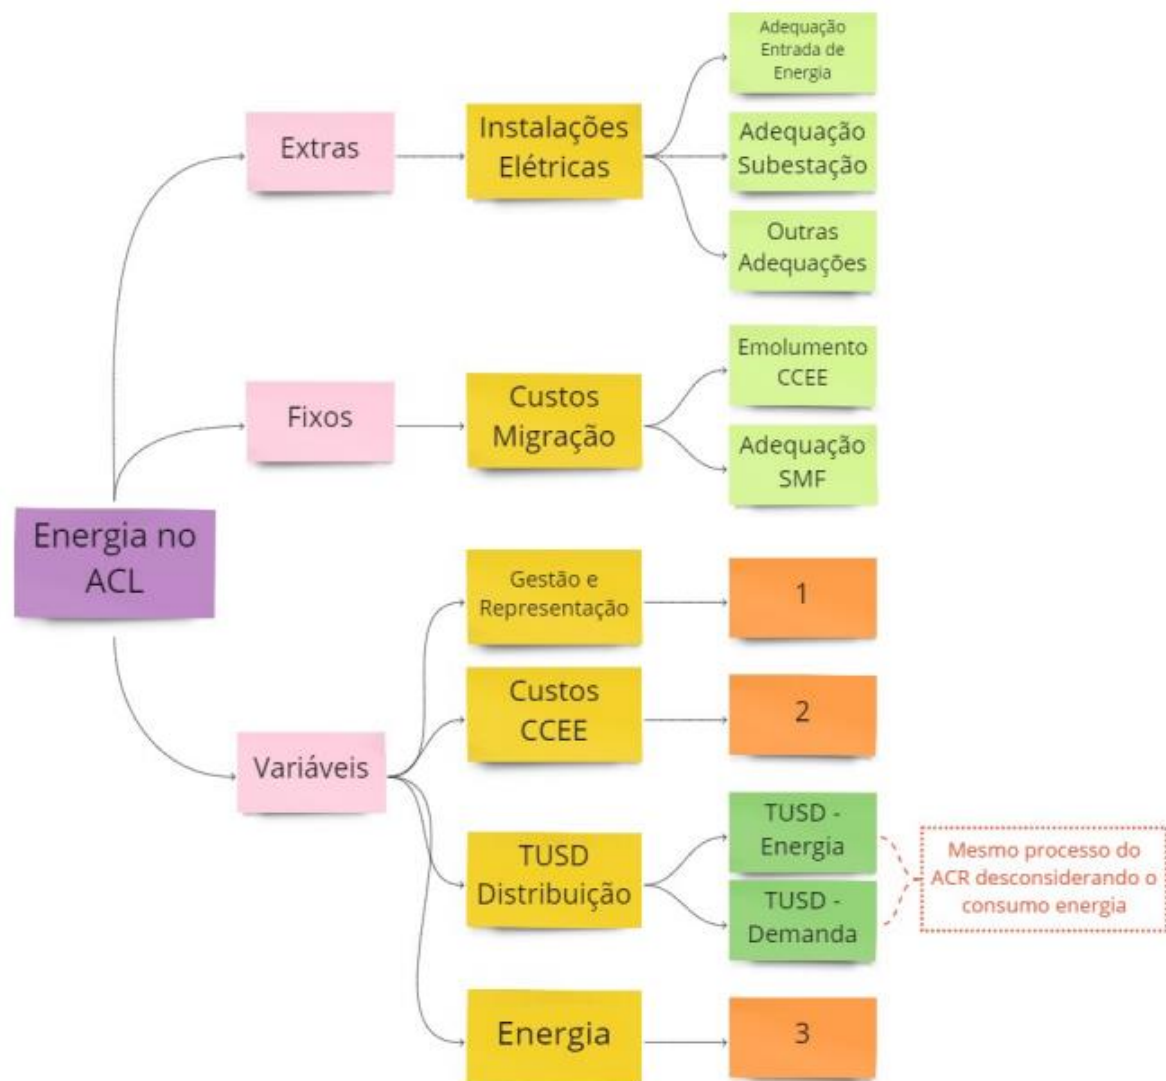 Adequação
Entrada de
Energia
Extras
Instalações
Elétricas
Adequação
Subestação
Outras
Adequações
Fixos
Custos
Migração
Emolumento
CCEE
Adequação
SMF
Energia no
ACL
Gestão e
Representação
1
Custos
CCEE
2
Variáveis
TUSD
Distribuição
TUSD -
Energia
TUSD -
Demanda
Mesmo processo do
ACR desconsiderando o
consumo energia
Energia
3